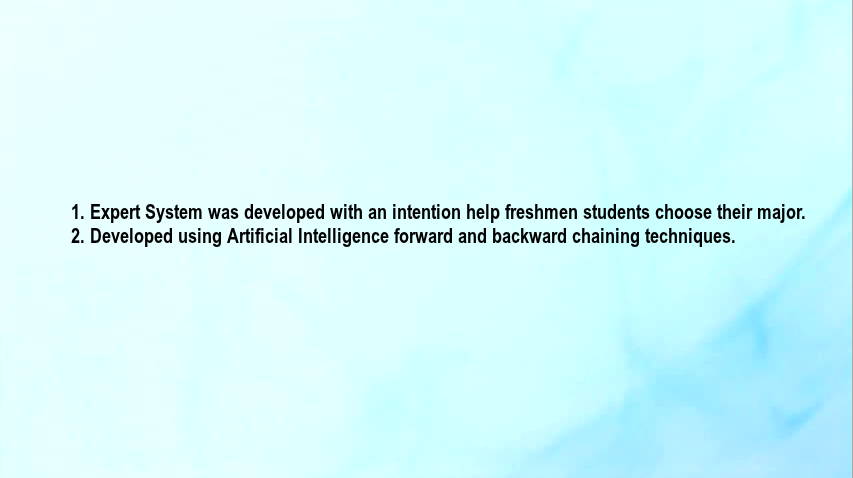 1. Expert System was developed with an intention help freshmen students choose their major.
2. Developed using Artificial Intelligence forward and backward chaining techniques.